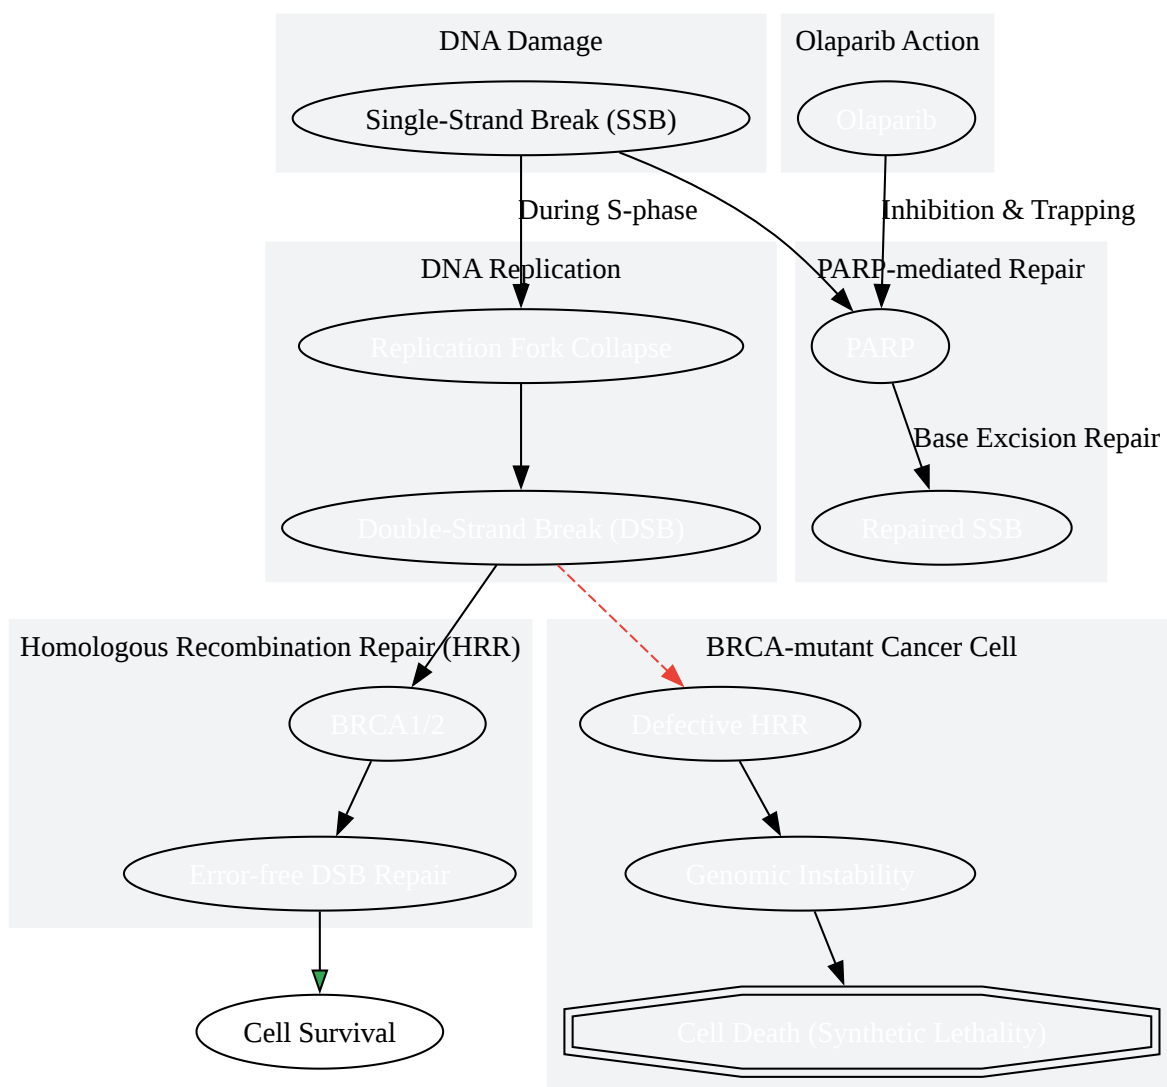 DNA Damage
Olaparib Action
Single-Strand Break (SSB)
Olaparib
During S-phase
Inhibition & Trapping
DNA Replication
PARP-mediated Repair
Replication Fork Collapse
PARP
Base Excision Repair
Double-Strand Break (DSB)
Repaired SSB
Homologous Recombination Repair (HRR)
BRCA-mutant Cancer Cell
BRCA1/2
Defective HRR
Error-free DSB Repair
Genomic Instability
Cell Survival
Cell Death (Synthetic Lethality)